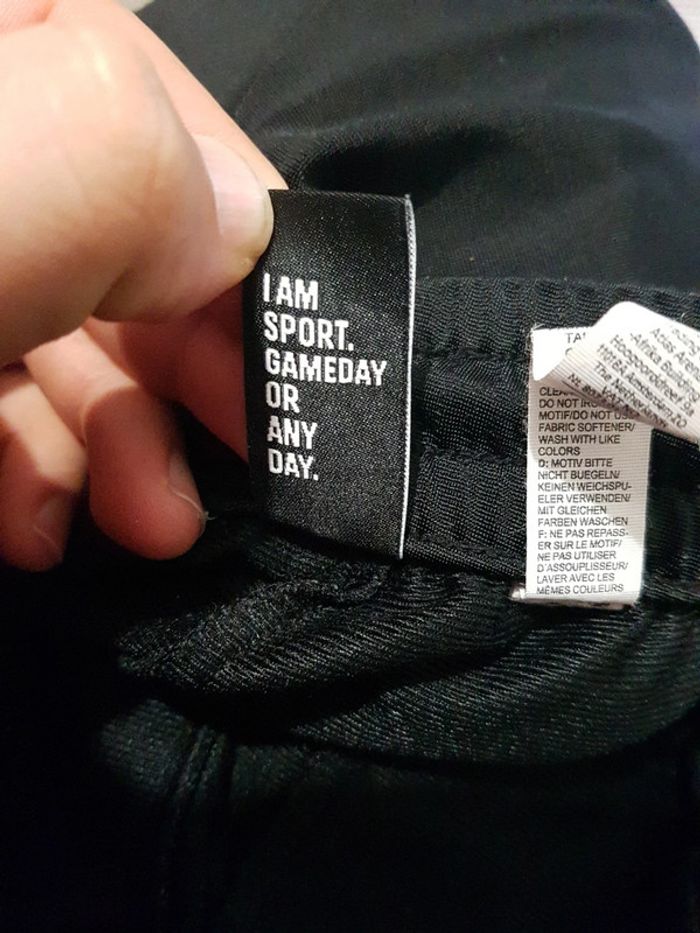 I AM
SPORT.
GAMEDAY
OR
ANY
DAY.
DO NOT
MOTIF/DO NOT USE
FABRIC SOFTENER/
WASH WITH LIKE
COLORS
D: MOTIV BITTE
NICHT BUEGELN/
KEINEN WEICHSPU-
ELER VERWENDEN/
MIT GLEICHEN
FARBEN WASCHEN
F: NE PAS REPASS-
ER SUR LE MOTIF/
NE PAS UTILISER
D'ASSOUPLISSEUR/
LAVER AVEC LES
MÊMES COULEURS
The Netherlands